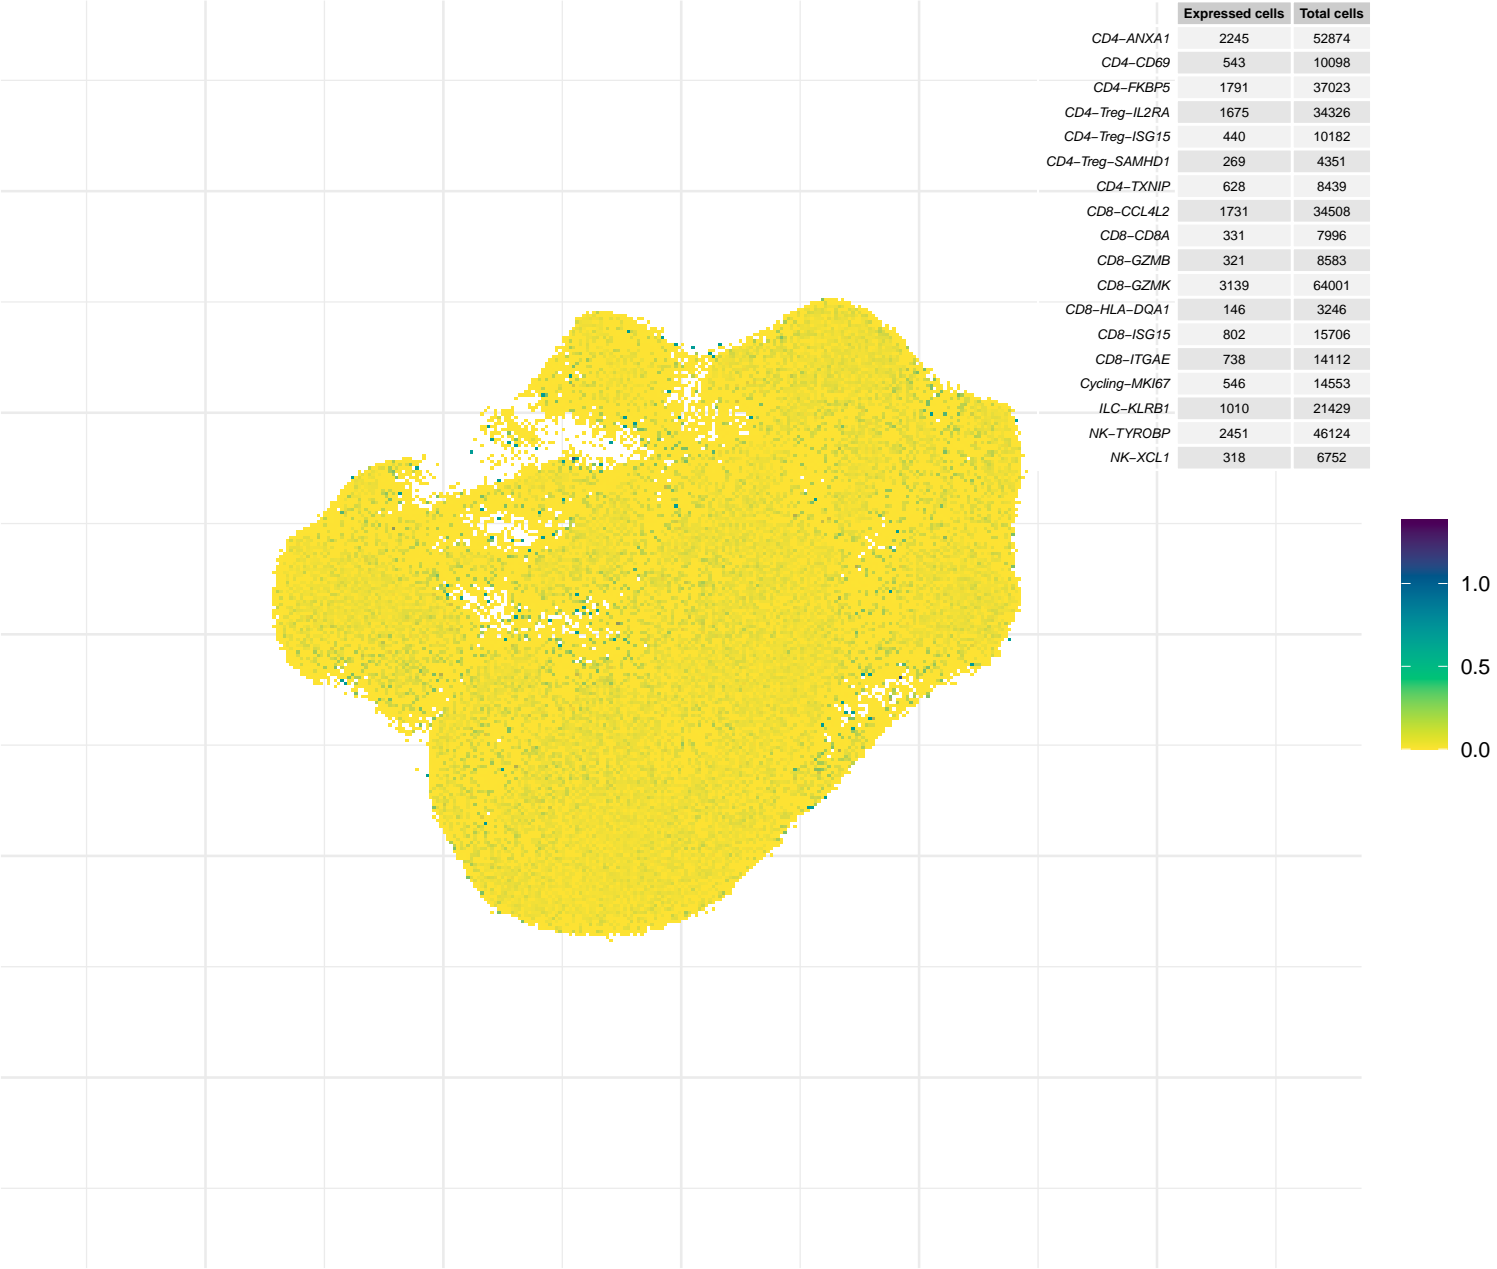 Expressed cells Total cells
CD4−ANXA1 2245 52874
CD4−CD69 543 10098
CD4−FKBP5 1791 37023
CD4−Treg−IL2RA 1675 34326
CD4−Treg−ISG15 440 10182
CD4−Treg−SAMHD1 269 4351
CD4−TXNIP 628 8439
CD8−CCL4L2 1731 34508
CD8−CD8A 331 7996
CD8−GZMB 321 8583
CD8−GZMK 3139 64001
CD8−HLA−DQA1 146 3246
CD8−ISG15 802 15706
CD8−ITGAE 738 14112
Cycling−MKI67 546 14553
ILC−KLRB1 1010 21429
NK−TYROBP 2451 46124
NK−XCL1 318 6752
1.0
0.5
0.0